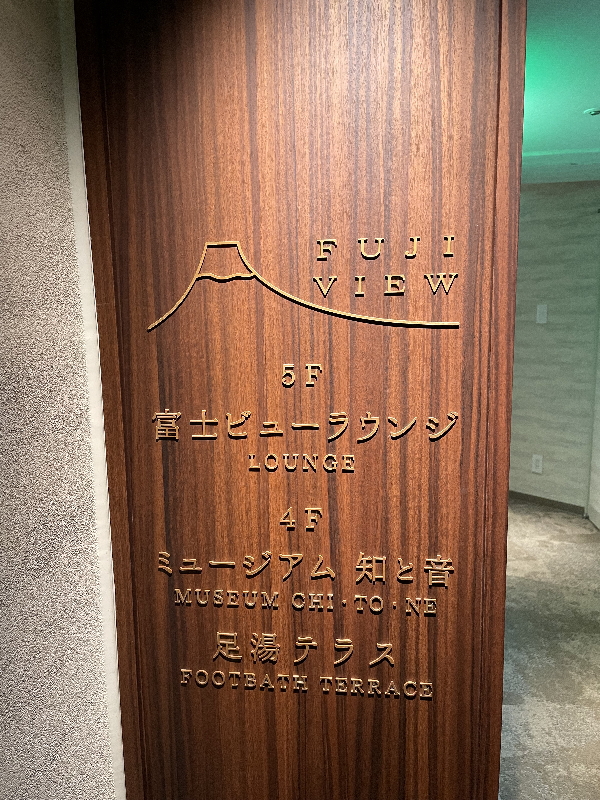 FUJI
VIEW
5F
富士ビューラウンジ
LOUNGE
4F
ミュージアム 知と音
MUSEUM CHI・TO・NE
足湯テラス
FOOTBATH TERRACE